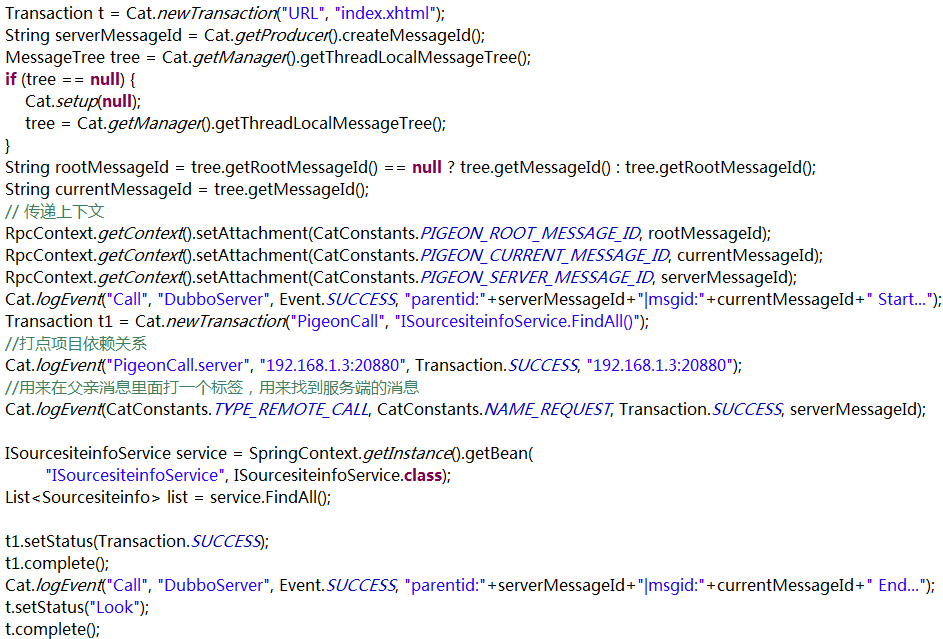 Transaction t = Cat.newTransaction("URL", "index.xhtml");
String serverMessageId = Cat.getProducer().createMessageId();
MessageTree tree = Cat.getManager().getThreadLocalMessageTree();
if (tree == null) {
    Cat.setup(null);
    tree = Cat.getManager().getThreadLocalMessageTree();
}
String rootMessageId = tree.getRootMessageId() == null ? tree.getMessageId() : tree.getRootMessageId();
String currentMessageId = tree.getMessageId();
// 传递上下文
RpcContext.getContext().setAttachment(CatConstants.PIGEON_ROOT_MESSAGE_ID, rootMessageId);
RpcContext.getContext().setAttachment(CatConstants.PIGEON_CURRENT_MESSAGE_ID, currentMessageId);
RpcContext.getContext().setAttachment(CatConstants.PIGEON_SERVER_MESSAGE_ID, serverMessageId);
Cat.logEvent("Call", "DubboServer", Event.SUCCESS, "parentid:"+serverMessageId+"|msgid:"+currentMessageId+" Start...");
Transaction t1 = Cat.newTransaction("PigeonCall", "ISourcesiteinfoService.FindAll()");
//打点项目依赖关系
Cat.logEvent("PigeonCall.server", "192.168.1.3:20880", Transaction.SUCCESS, "192.168.1.3:20880");
//用来在父亲消息里面打一个标签，用来找到服务端的消息
Cat.logEvent(CatConstants.TYPE_REMOTE_CALL, CatConstants.NAME_REQUEST, Transaction.SUCCESS, serverMessageId);
ISourcesiteinfoService service = SpringContext.getInstance().getBean(
        "ISourcesiteinfoService", ISourcesiteinfoService.class);
List<Sourcesiteinfo> list = service.FindAll();
t1.setStatus(Transaction.SUCCESS);
t1.complete();
Cat.logEvent("Call", "DubboServer", Event.SUCCESS, "parentid:"+serverMessageId+"|msgid:"+currentMessageId+" End...");
t.setStatus("Look");
t.complete();